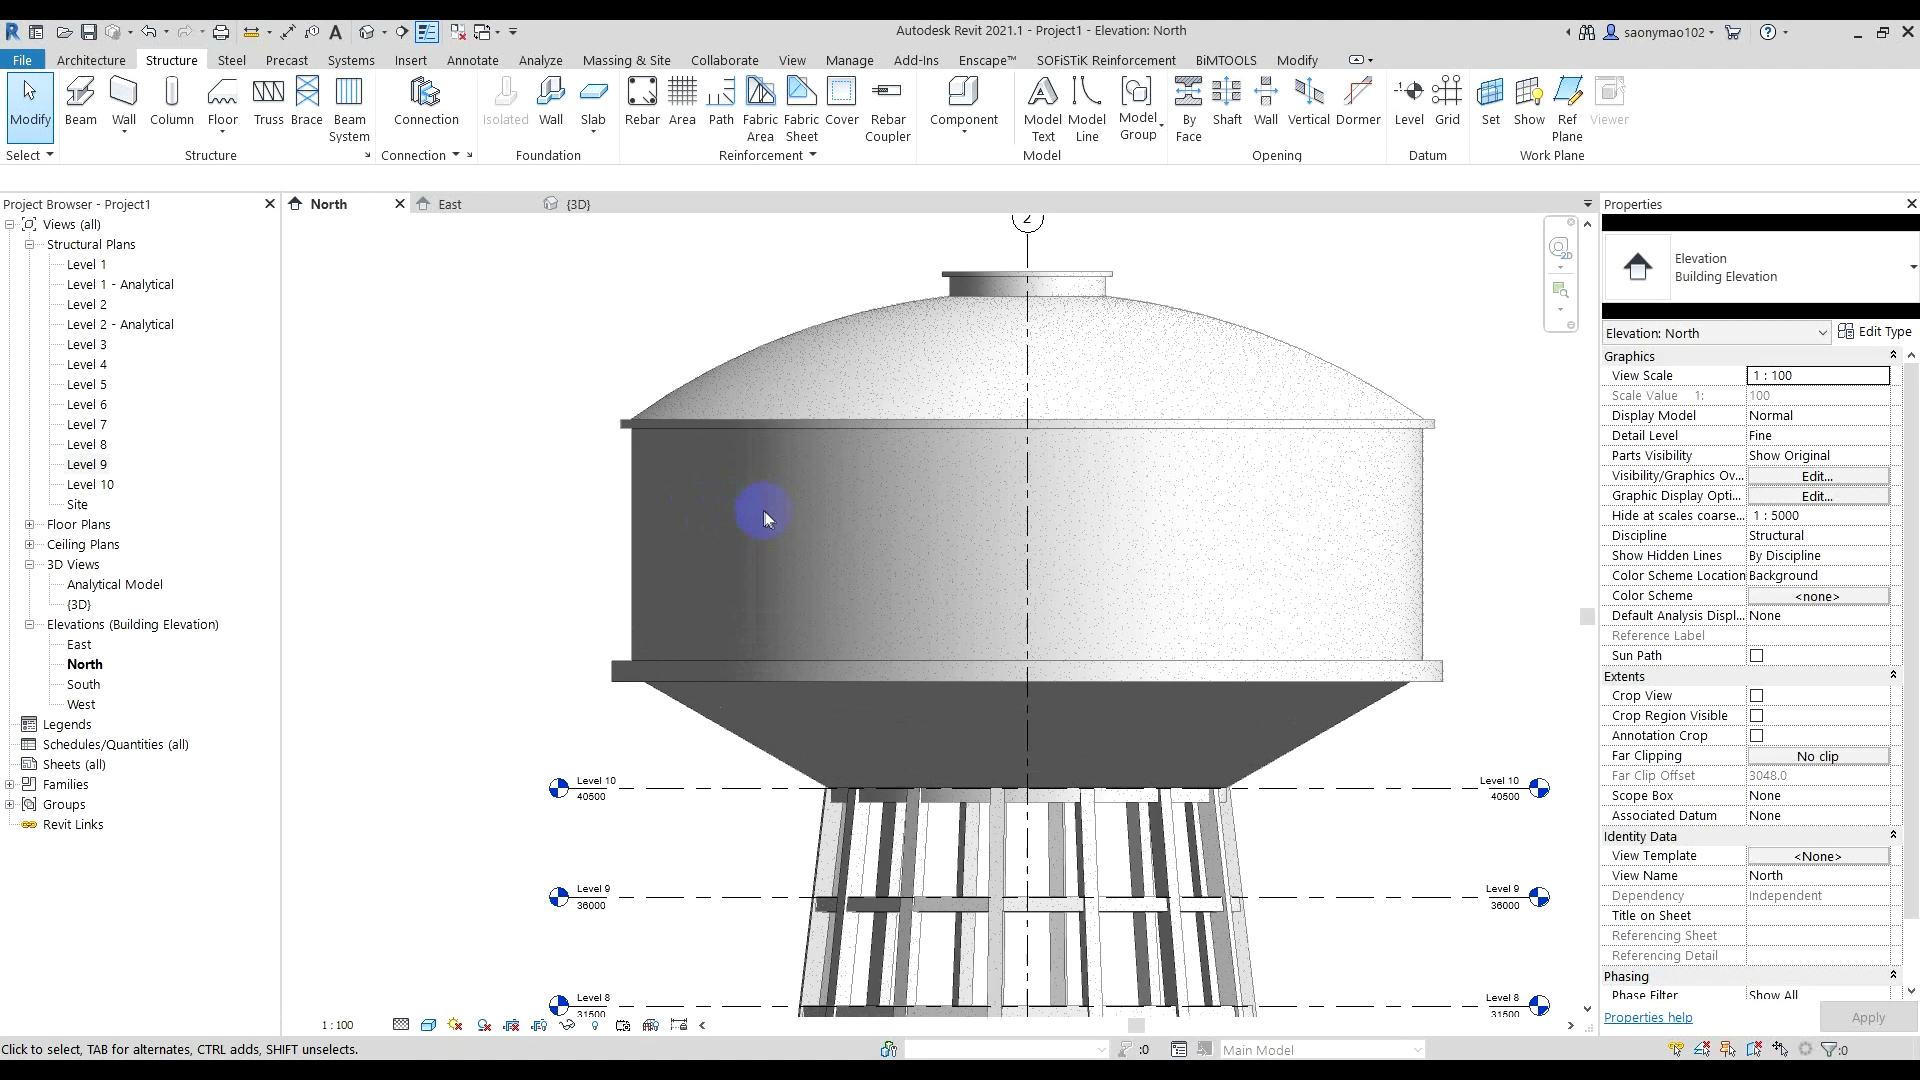 Autodesk Revit 2021.1 - Project1 - Elevation: North
saonymao102
File Architecture Structure Steel Precast Systems Insert Annotate Analyze Massing & Site Collaborate View Manage Add-Ins Enscape™ SOFiSTiK Reinforcement BiMTOOLS Modify
Modify Beam Wall Column Floor Truss Brace Beam System Connection Isolated Wall Slab Rebar Area Path Fabric Area Fabric Sheet Cover Rebar Coupler Component Model Text Model Line Model Group By Face Shaft Wall Vertical Dormer Level Grid Set Show Ref Plane Viewer
Select Structure Connection Foundation Reinforcement Model Opening Datum Work Plane
Project Browser - Project1
Views (all)
Structural Plans
Level 1
Level 1 - Analytical
Level 2
Level 2 - Analytical
Level 3
Level 4
Level 5
Level 6
Level 7
Level 8
Level 9
Level 10
Site
Floor Plans
Ceiling Plans
3D Views
Analytical Model
{3D}
Elevations (Building Elevation)
East
North
South
West
Legends
Schedules/Quantities (all)
Sheets (all)
Families
Groups
Revit Links
North East {3D}
2
2D
Level 10
40500
Level 10
40500
Level 9
36000
Level 9
36000
Level 8
31500
Level 8
31500
1 : 100
Properties
Elevation
Building Elevation
Elevation: North Edit Type
Graphics
View Scale 1 : 100
Scale Value 1: 100
Display Model Normal
Detail Level Fine
Parts Visibility Show Original
Visibility/Graphics Ov... Edit...
Graphic Display Opti... Edit...
Hide at scales coarse... 1 : 5000
Discipline Structural
Show Hidden Lines By Discipline
Color Scheme Location Background
Color Scheme <none>
Default Analysis Displ... None
Reference Label
Sun Path
Extents
Crop View
Crop Region Visible
Annotation Crop
Far Clipping No clip
Far Clip Offset 3048.0
Scope Box None
Associated Datum None
Identity Data
View Template <None>
View Name North
Dependency Independent
Title on Sheet
Referencing Sheet
Referencing Detail
Phasing
Phase Filter Show All
Properties help Apply
Click to select, TAB for alternates, CTRL adds, SHIFT unselects.
:0 Main Model :0